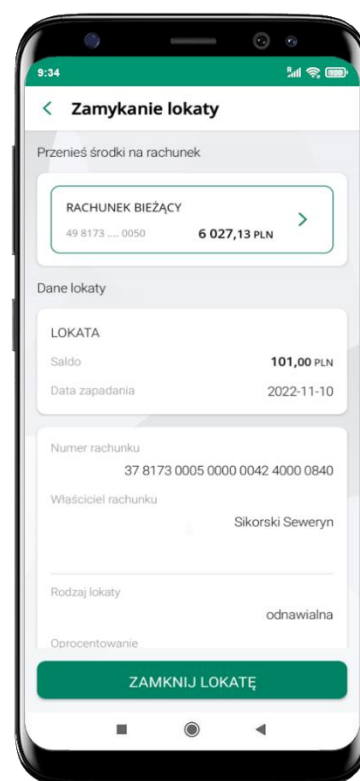 9:34
Zamykanie lokaty
Przenieś środki na rachunek
RACHUNEK BIEŻĄCY
49 8173 .... 0050 6 027,13 PLN
Dane lokaty
LOKATA
Saldo 101,00 PLN
Data zapadania 2022-11-10
Numer rachunku
37 8173 0005 0000 0042 4000 0840
Właściciel rachunku
Sikorski Seweryn
Rodzaj lokaty
odnawialna
Oprocentowanie
ZAMKNIJ LOKATĘ